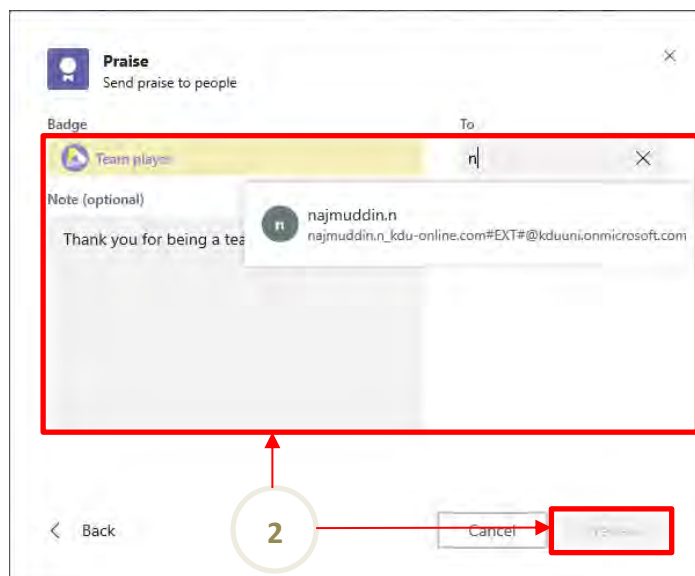 Praise
Send praise to people
Badge To
Team player n
Note (optional)
n najmuddin.n
najmuddin.n_kdu-online.com#EXT#@kduuni.onmicrosoft.com
Thank you for being a tea
2
Back Cancel